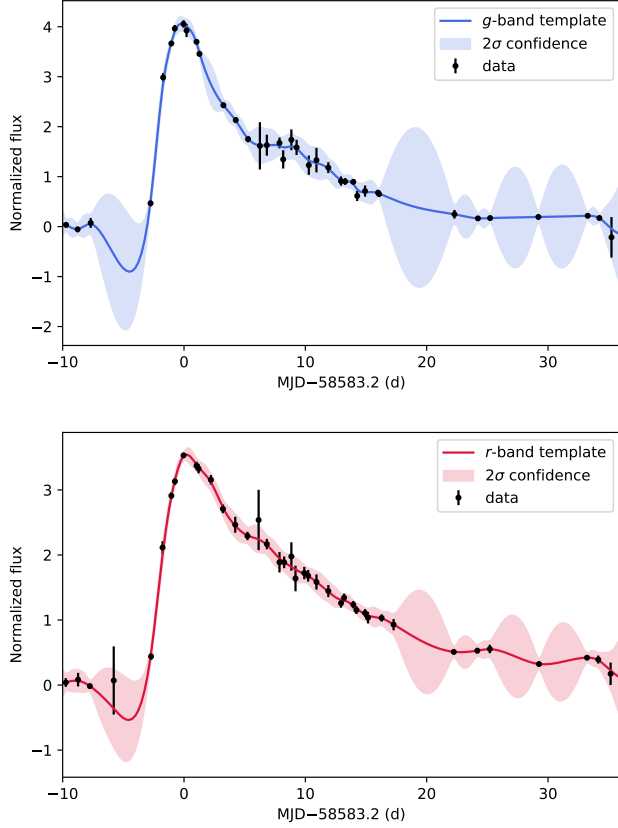 4
3
2
1
0
−1
−2
Normalized flux
g-band template
2σ confidence
data
−10
0
10
20
30
MJD−58583.2 (d)
3
2
1
0
−1
Normalized flux
r-band template
2σ confidence
data
−10
0
10
20
30
MJD−58583.2 (d)